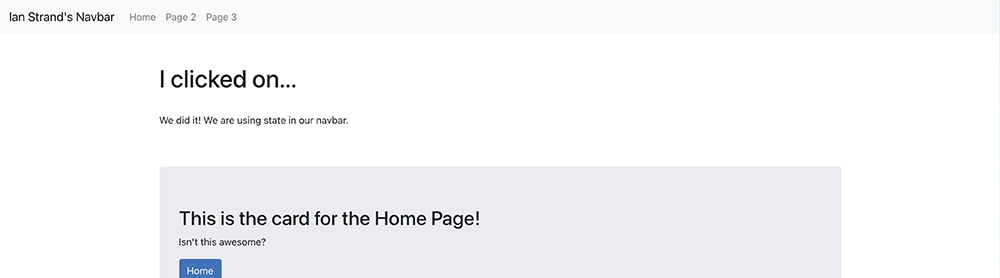 Ian Strand's Navbar Home Page 2 Page 3
I clicked on...
We did it! We are using state in our navbar.
This is the card for the Home Page!
Isn't this awesome?
Home